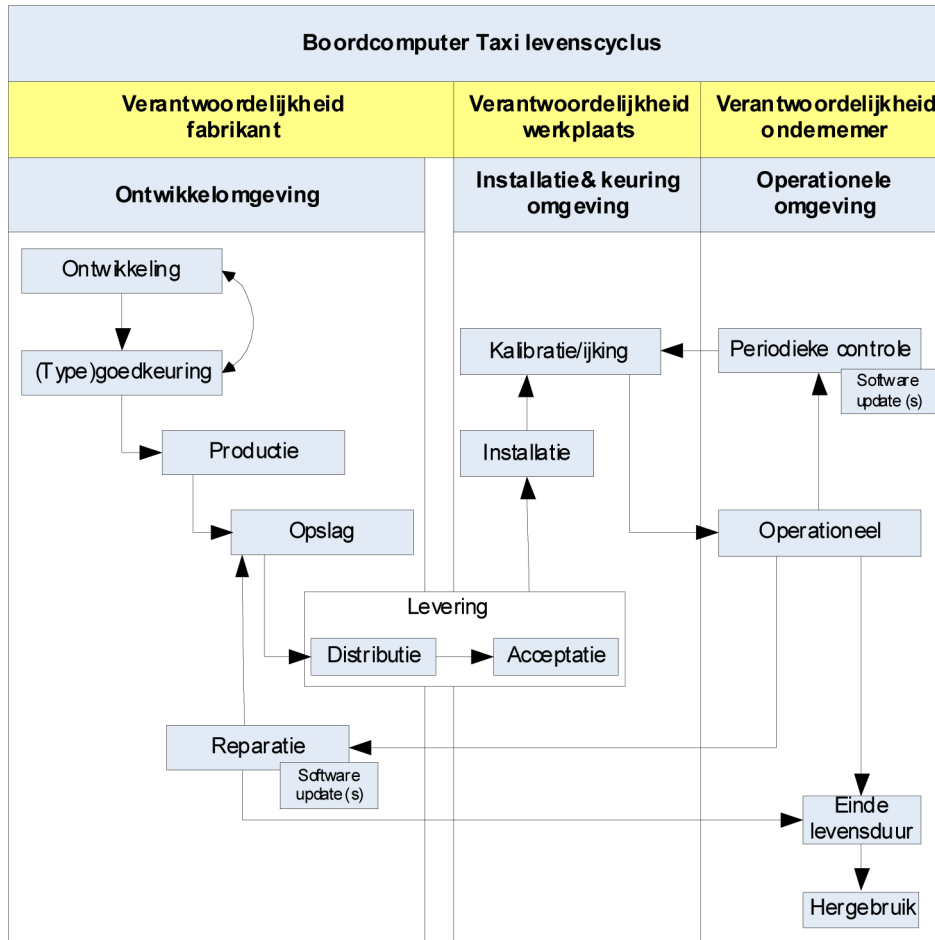 Boordcomputer Taxi levenscyclus
Verantwoordelijkheid
fabrikant
Verantwoordelijkheid
werkplaats
Verantwoordelijkheid
ondernemer
Ontwikkelomgeving
Installatie& keuring
omgeving
Operationele
omgeving
Ontwikkeling
(Type)goedkeuring
Kalibratie/ijking
Periodieke controle
Software
update (s)
Productie
Installatie
Opslag
Operationeel
Levering
Distributie
Acceptatie
Reparatie
Software
update (s)
Einde
levensduur
Hergebruik